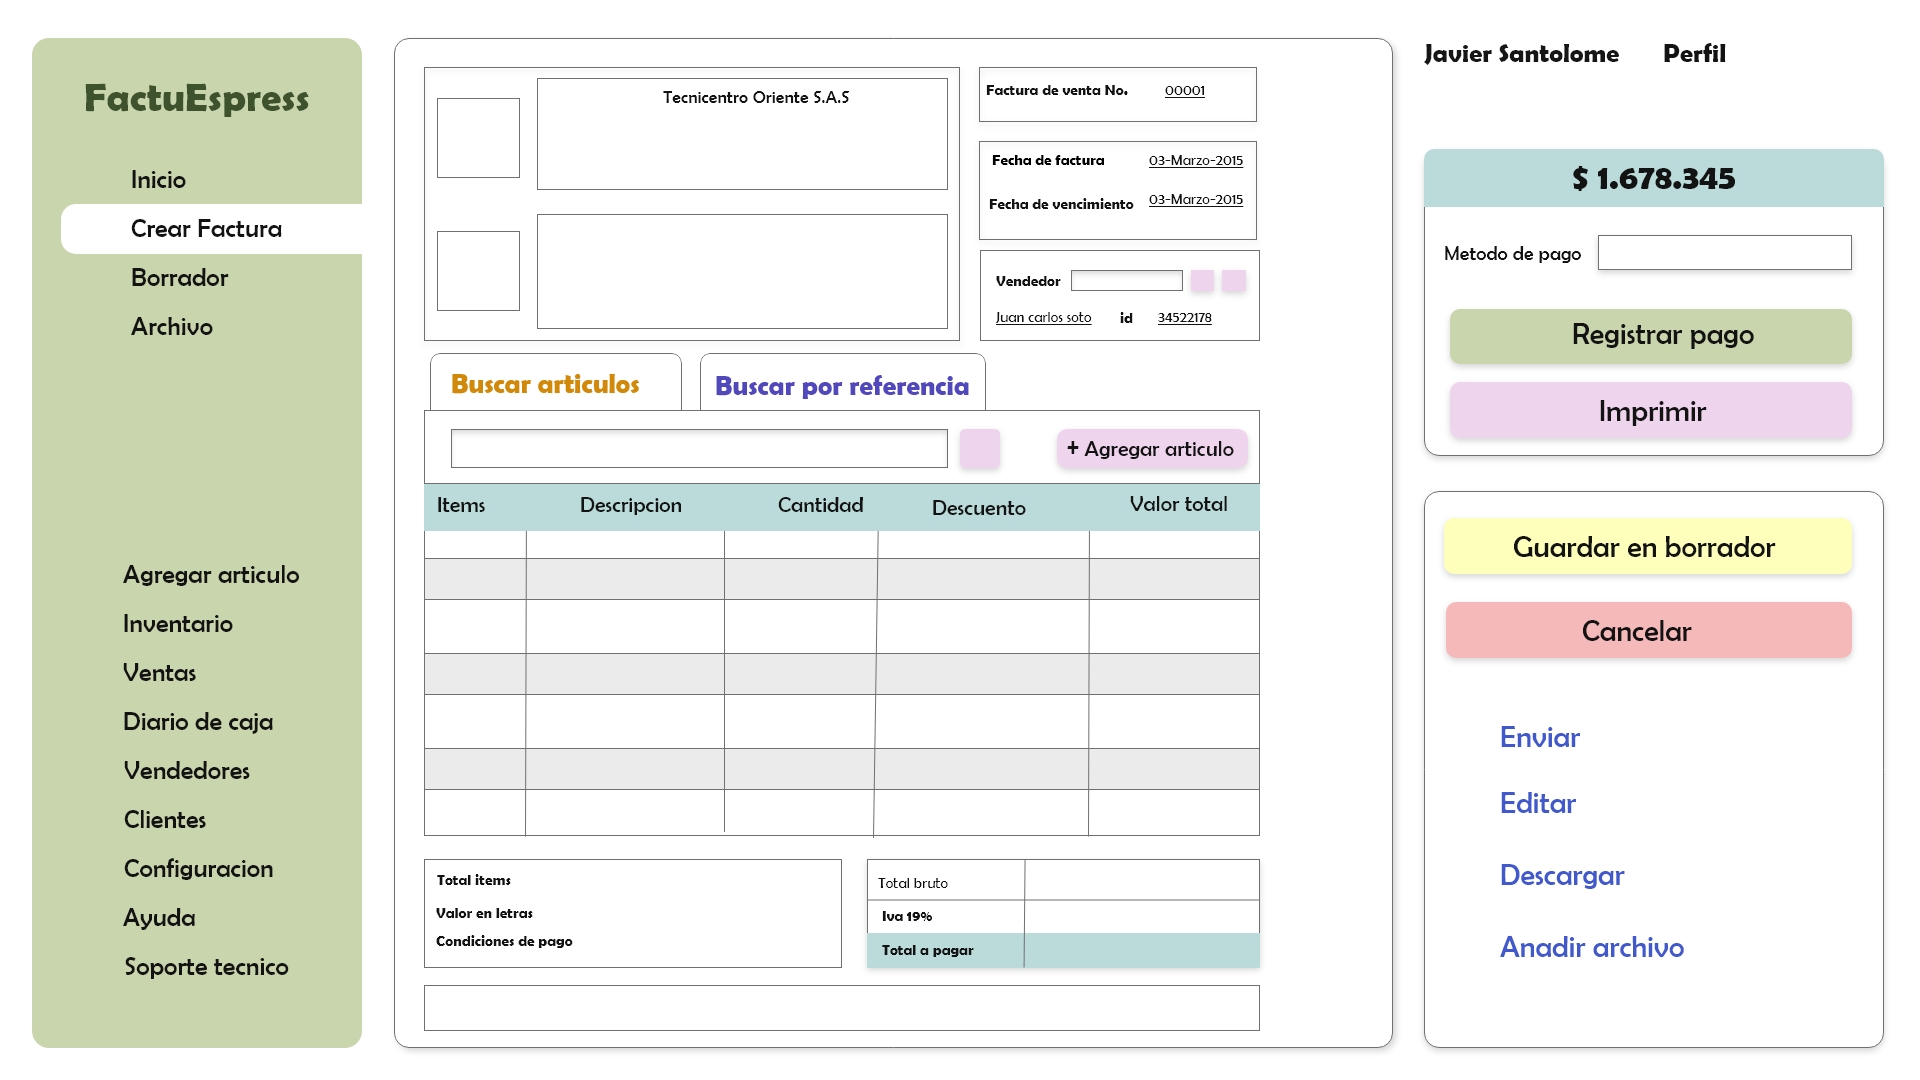 FactuEspress
Inicio
Crear Factura
Borrador
Archivo
Agregar articulo
Inventario
Ventas
Diario de caja
Vendedores
Clientes
Configuracion
Ayuda
Soporte tecnico
Tecnicentro Oriente S.A.S
Factura de venta No. 00001
Fecha de factura 03-Marzo-2015
Fecha de vencimiento 03-Marzo-2015
Vendedor
Juan carlos soto id 34522178
Buscar articulos Buscar por referencia
+ Agregar articulo
Items Descripcion Cantidad Descuento Valor total
Total items
Valor en letras
Condiciones de pago
Total bruto
Iva 19%
Total a pagar
Javier Santolome Perfil
$ 1.678.345
Metodo de pago
Registrar pago
Imprimir
Guardar en borrador
Cancelar
Enviar
Editar
Descargar
Anadir archivo